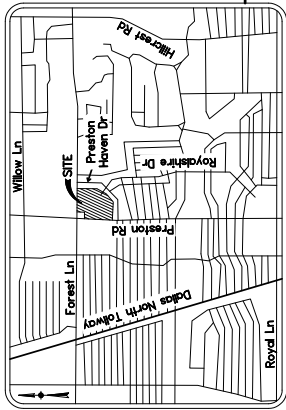 Hillcrest Rd
Willow Ln
SITE
Preston
Haven Dr
Royalshire Dr
Preston Rd
Forest Ln
Dallas North Tollway
Royal Ln